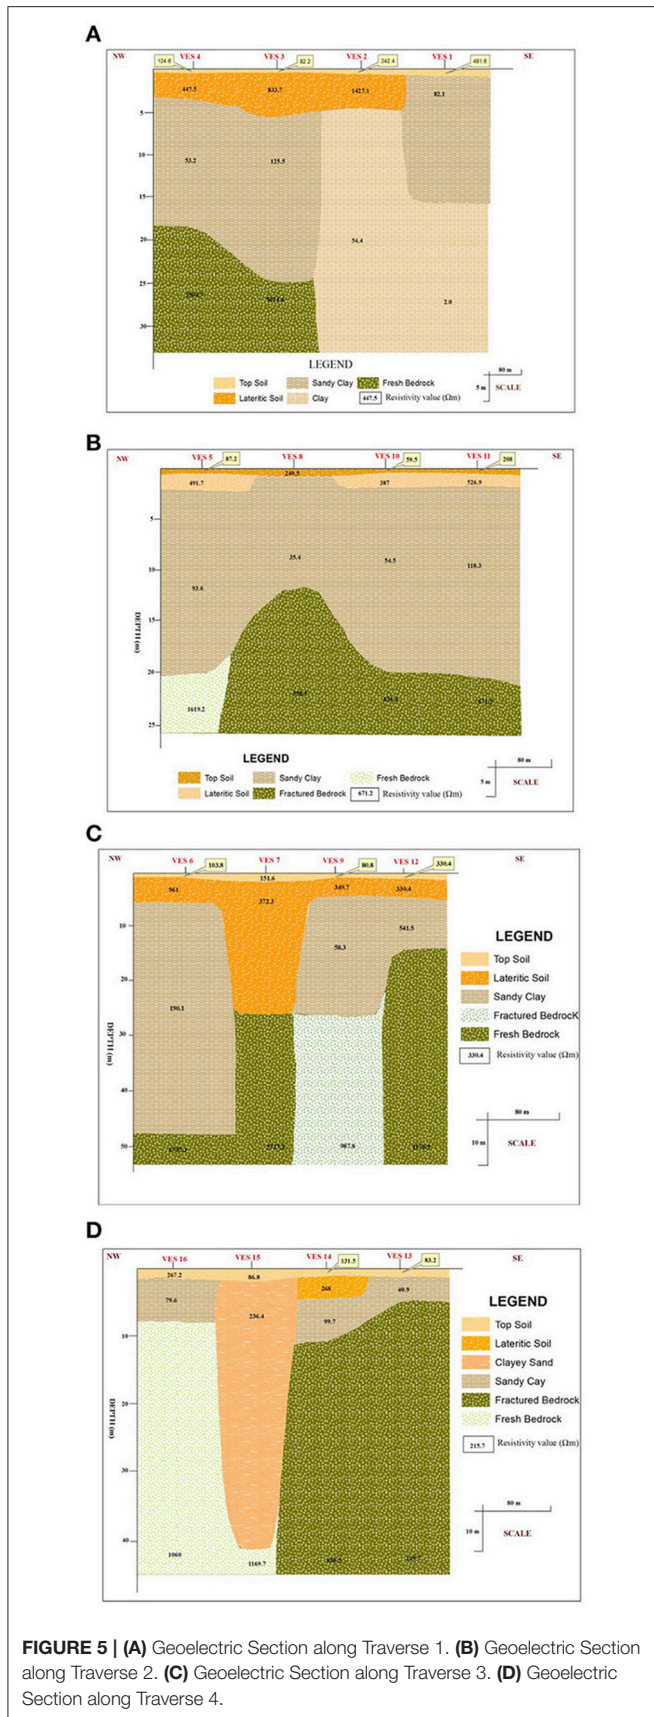 A
NW VES 4 VES 3 VES 2 VES 1 SE
124.6 82.2 242.4 491.6
447.5 833.7 1427.1 82.1
5
10
53.2 125.5
15
20
54.4
25
2.0
30
LEGEND
Top Soil Sandy Clay Fresh Bedrock
Lateritic Soil Clay 447.5 Resistivity value (Ωm)
80 m
5 m SCALE
B
NW VES 5 87.2 VES 8 VES 10 59.5 VES 11 208 SE
240.5
491.7 387 526.9
5
35.4 54.5 118.3
10
93.6
15
DEPTH (m)
20
1619.2
25
LEGEND
Top Soil Sandy Clay Fresh Bedrock
Lateritic Soil Fractured Bedrock 671.2 Resistivity value (Ωm)
80 m
5 m SCALE
C
NW VES 6 103.8 VES 7 VES 9 80.8 VES 12 330.4 SE
151.6
961 372.3 349.7 330.4
10
541.5
58.3
20
190.1
30
DEPTH (m)
40
50
987.8
LEGEND
Top Soil
Lateritic Soil
Sandy Clay
Fractured BedrocK
Fresh Bedrock
330.4 Resistivity value (Ωm)
80 m
10 m SCALE
D
NW VES 16 VES 15 VES 14 131.5 VES 13 83.2 SE
267.2 86.8
79.6 268 40.9
236.4 99.7
10
20
DEPTH (m)
30
40
1060 1169.7
LEGEND
Top Soil
Lateritic Soil
Clayey Sand
Sandy Cay
Fractured Bedrock
Fresh Bedrock
215.7 Resistivity value (Ωm)
80 m
10 m SCALE
FIGURE 5 | (A) Geoelectric Section along Traverse 1. (B) Geoelectric Section
along Traverse 2. (C) Geoelectric Section along Traverse 3. (D) Geoelectric
Section along Traverse 4.